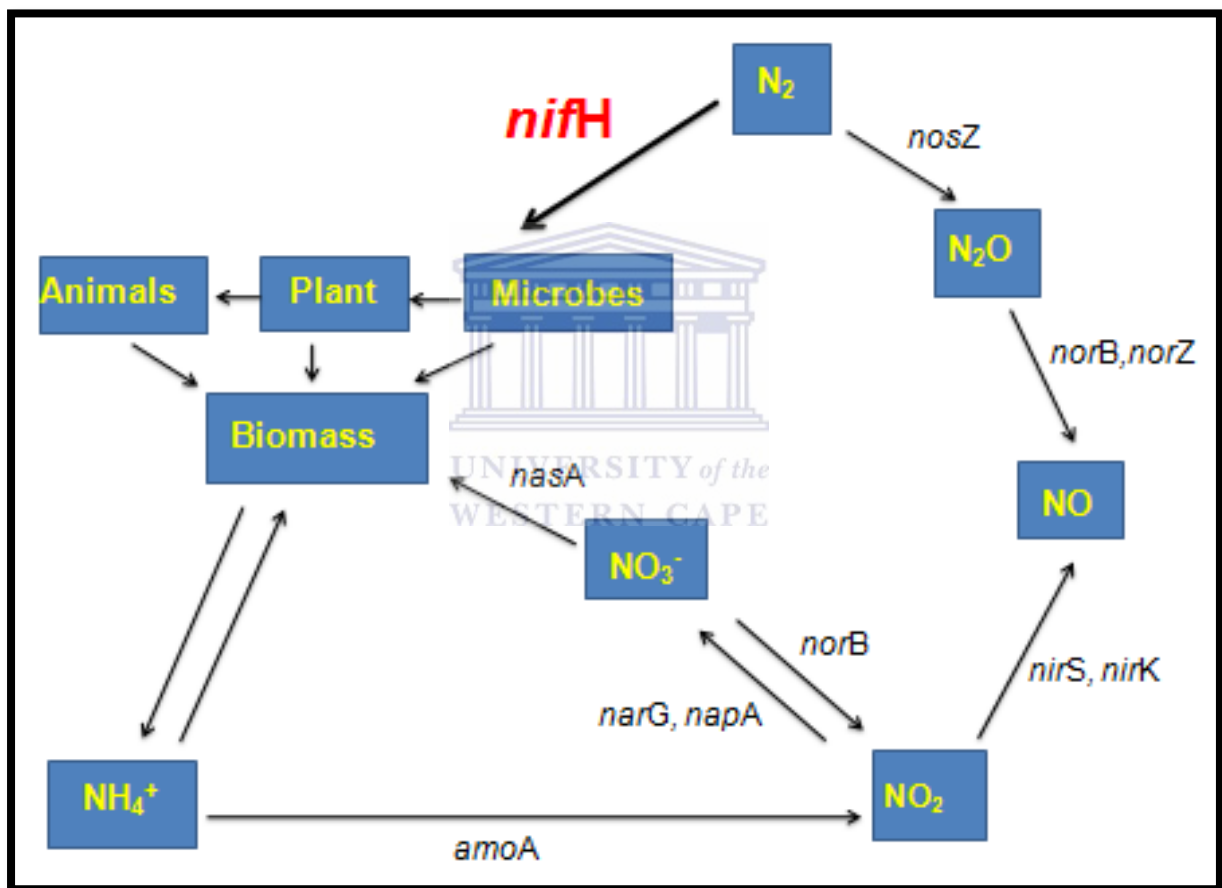 N₂
nifH
nosZ
N₂O
Animals
Plant
Microbes
norB,norZ
Biomass
UNIVERSITY of the
WESTERN CAPE
nasA
NO
NO₃⁻
norB
nirS, nirK
narG, napA
NH₄⁺
NO₂
amoA